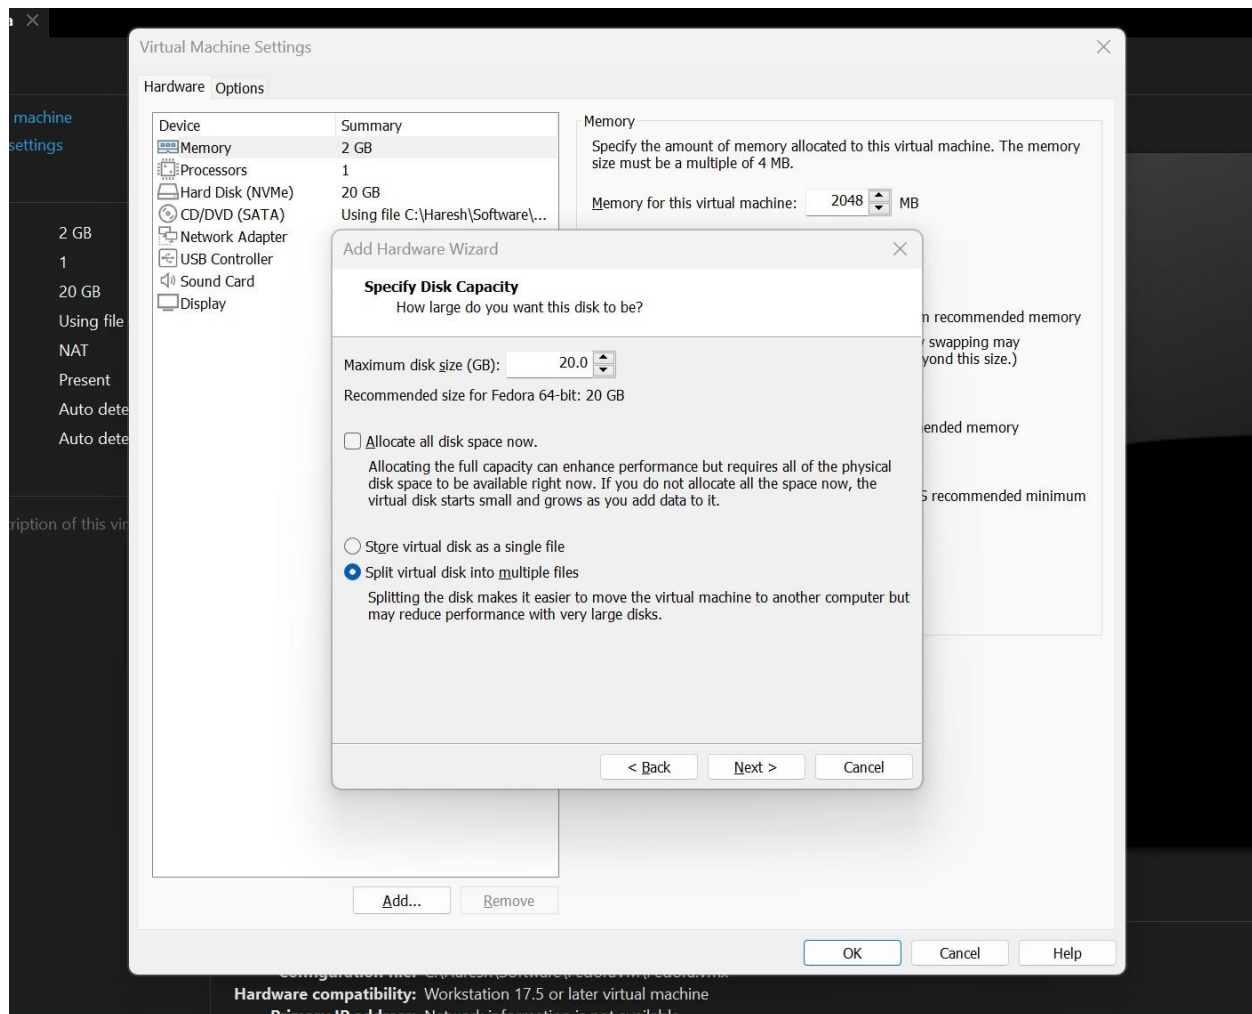 Virtual Machine Settings
Hardware Options
machine
settings
2 GB
1
20 GB
Using file
NAT
Present
Auto dete
Auto dete
ription of this vir
Device Summary
Memory 2 GB
Processors 1
Hard Disk (NVMe) 20 GB
CD/DVD (SATA) Using file C:\Haresh\Software\...
Network Adapter
USB Controller
Sound Card
Display
Memory
Specify the amount of memory allocated to this virtual machine. The memory
size must be a multiple of 4 MB.
Memory for this virtual machine: 2048 MB
recommended memory
swapping may
yond this size.)
ended memory
recommended minimum
Add Hardware Wizard
Specify Disk Capacity
How large do you want this disk to be?
Maximum disk size (GB): 20.0
Recommended size for Fedora 64-bit: 20 GB
Allocate all disk space now.
Allocating the full capacity can enhance performance but requires all of the physical
disk space to be available right now. If you do not allocate all the space now, the
virtual disk starts small and grows as you add data to it.
Store virtual disk as a single file
Split virtual disk into multiple files
Splitting the disk makes it easier to move the virtual machine to another computer but
may reduce performance with very large disks.
< Back Next > Cancel
Add... Remove
OK Cancel Help
Hardware compatibility: Workstation 17.5 or later virtual machine